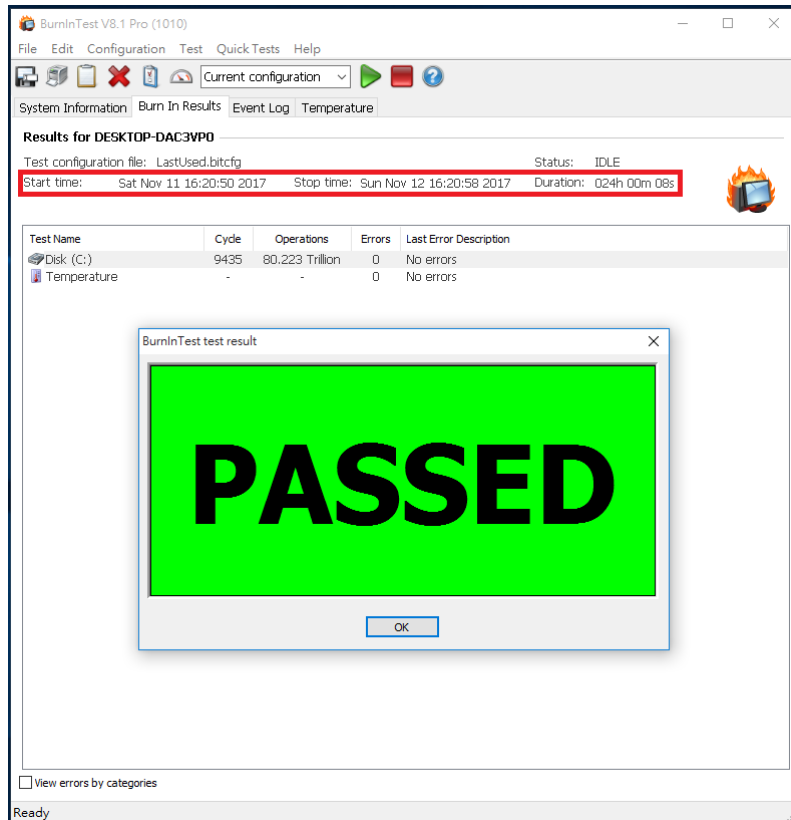 BurnInTest V8.1 Pro (1010)
File Edit Configuration Test Quick Tests Help
Current configuration
System Information Burn In Results Event Log Temperature
Results for DESKTOP-DAC3VP0
Test configuration file: LastUsed.bitcfg Status: IDLE
Start time: Sat Nov 11 16:20:50 2017 Stop time: Sun Nov 12 16:20:58 2017 Duration: 024h 00m 08s
Test Name Cycle Operations Errors Last Error Description
Disk (C:) 9435 80.223 Trillion 0 No errors
Temperature - - 0 No errors
BurnInTest test result
PASSED
OK
View errors by categories
Ready